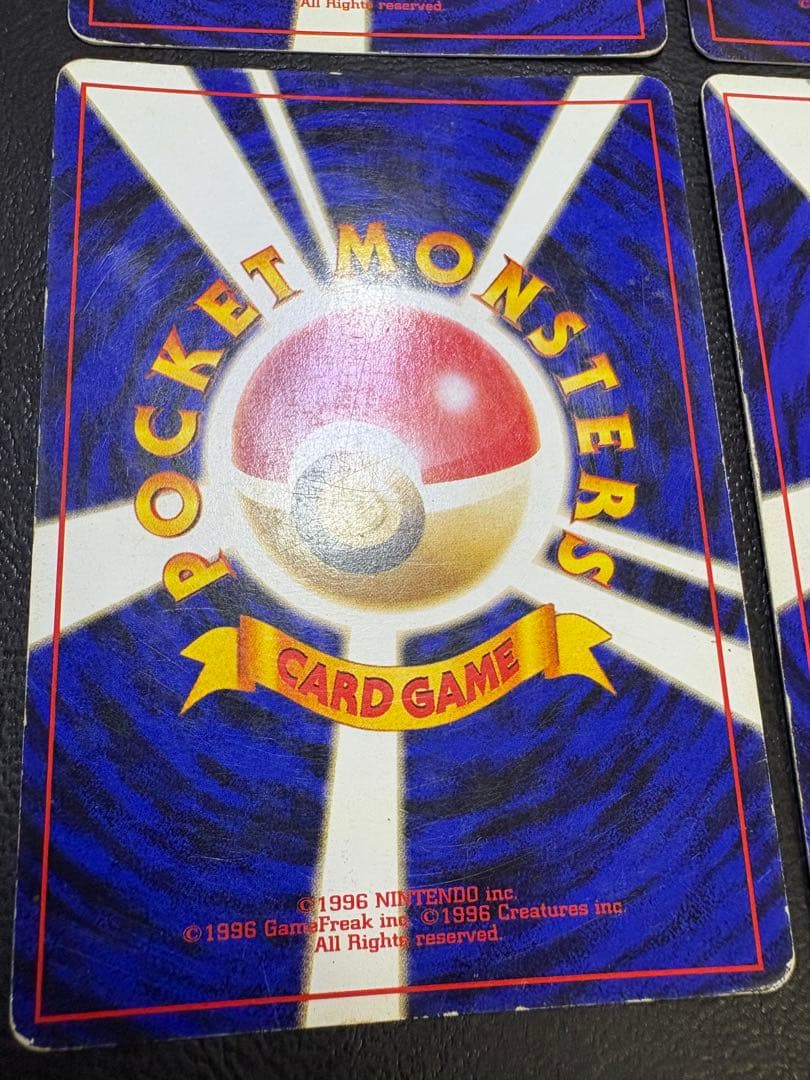 All Rights reserved.
POCKET MONSTERS
CARD GAME
©1996 NINTENDO inc.
©1996 GameFreak inc. ©1996 Creatures inc.
All Rights reserved.